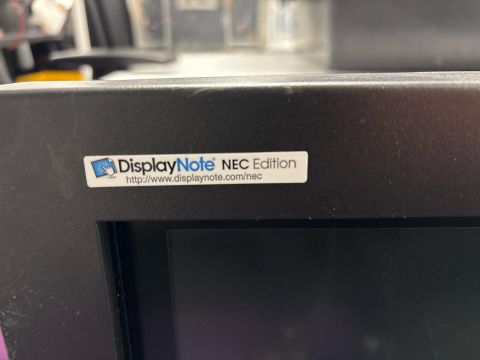 DisplayNote® NEC Edition
http://www.displaynote.com/nec